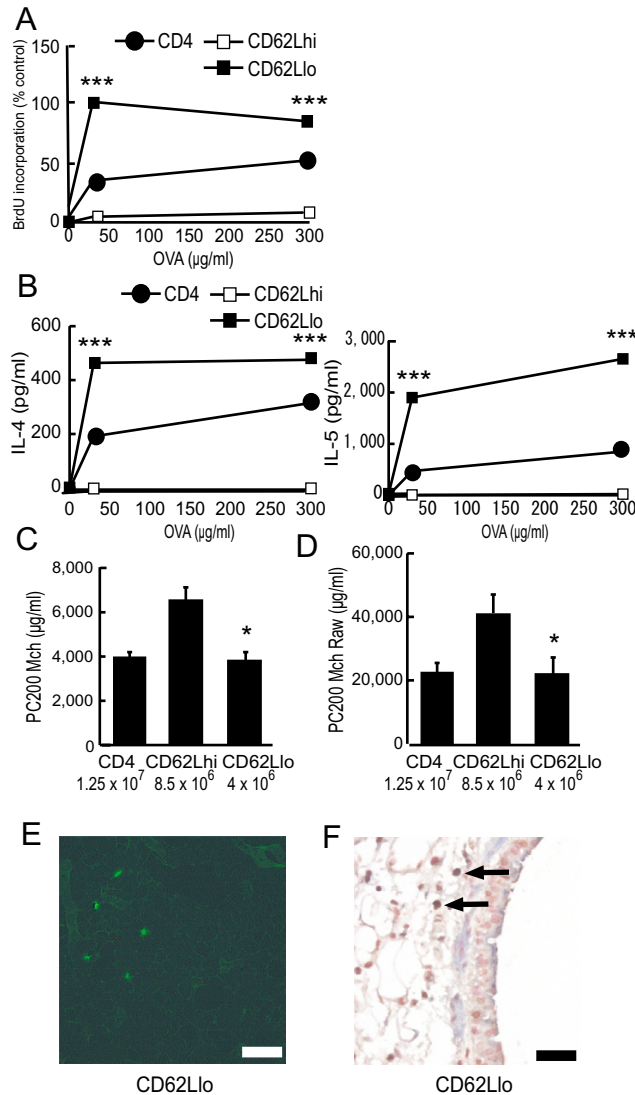 A
CD4 CD62Lhi
CD62Llo
BrdU incorporation (% control)
150
100
50
0
*** ***
0 50 100 150 200 250 300
OVA (µg/ml)
B
CD4 CD62Lhi
CD62Llo
IL-4 (pg/ml)
600
400
200
0
*** ***
0 50 100 150 200 250 300
IL-5 (pg/ml)
3,000
2,000
1,000
0
*** ***
0 50 100 150 200 250 300
OVA (µg/ml)
C
PC200 Mch (µg/ml)
8,000
6,000
4,000
2,000
0
*
CD4 CD62Lhi CD62Llo
1.25 x 10⁷ 8.5 x 10⁶ 4 x 10⁶
D
PC200 Mch Raw (µg/ml)
60,000
40,000
20,000
0
*
CD4 CD62Lhi CD62Llo
1.25 x 10⁷ 8.5 x 10⁶ 4 x 10⁶
E
CD62Llo
F
CD62Llo